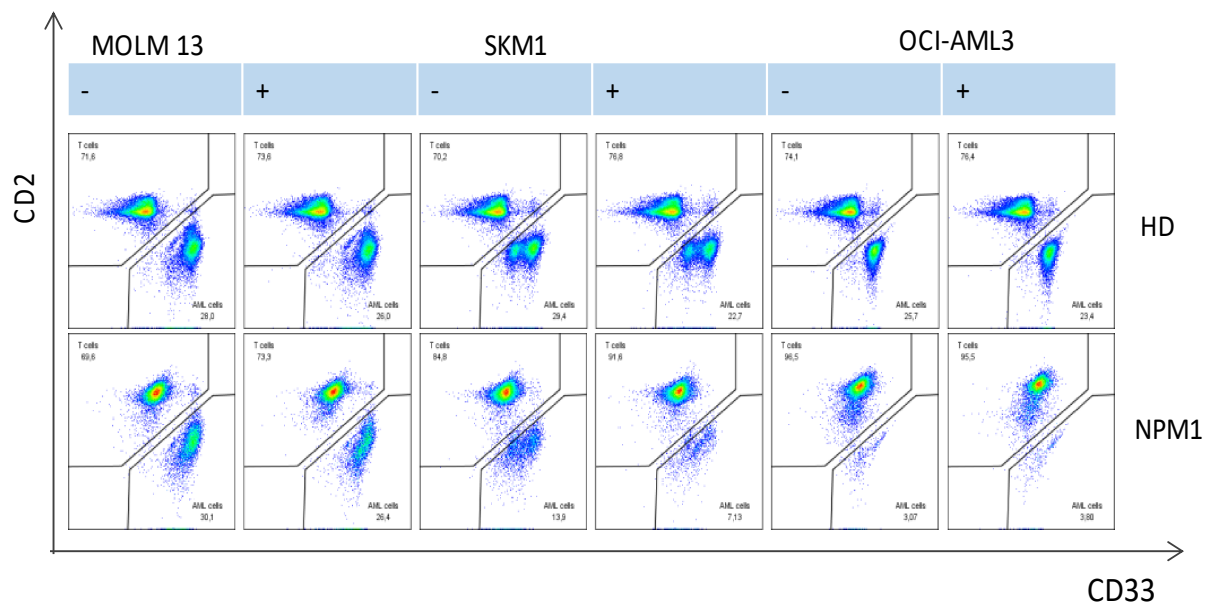 MOLM 13 SKM1 OCI-AML3
- + - + - +
CD2
T cells T cells T cells T cells T cells T cells
71,6 73,6 70,2 76,8 74,1 76,4
HD
AML cells AML cells AML cells AML cells AML cells AML cells
28,0 26,0 29,4 22,7 25,7 23,4
T cells T cells T cells T cells T cells T cells
69,6 73,3 84,8 91,6 96,5 95,5
NPM1
AML cells AML cells AML cells AML cells AML cells AML cells
30,1 26,4 13,9 7,13 3,07 3,80
CD33